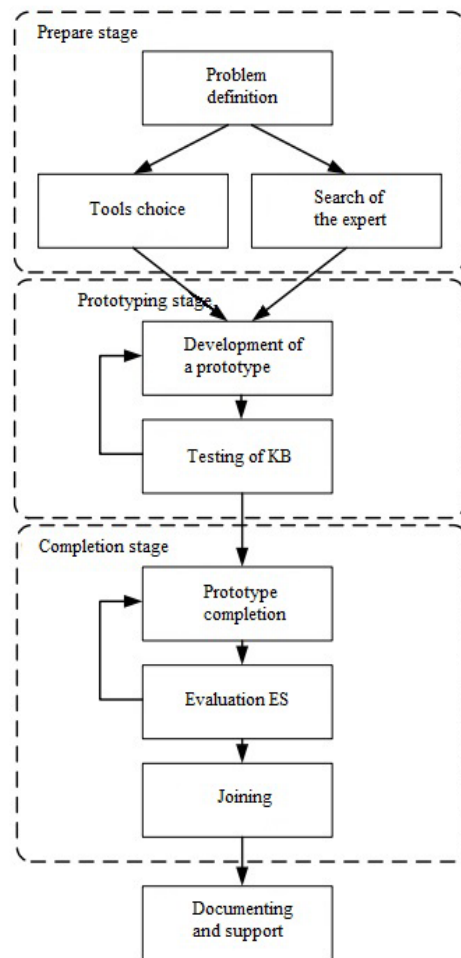 Prepare stage
Problem
definition
Tools choice
Search of
the expert
Prototyping stage
Development of
a prototype
Testing of KB
Completion stage
Prototype
completion
Evaluation ES
Joining
Documenting
and support